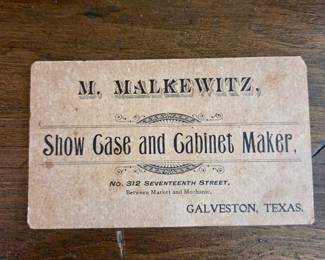 M. MALKEWITZ,
Show Case and Cabinet Maker,
No. 312 SEVENTEENTH STREET,
Between Market and Mechanic,
GALVESTON, TEXAS.